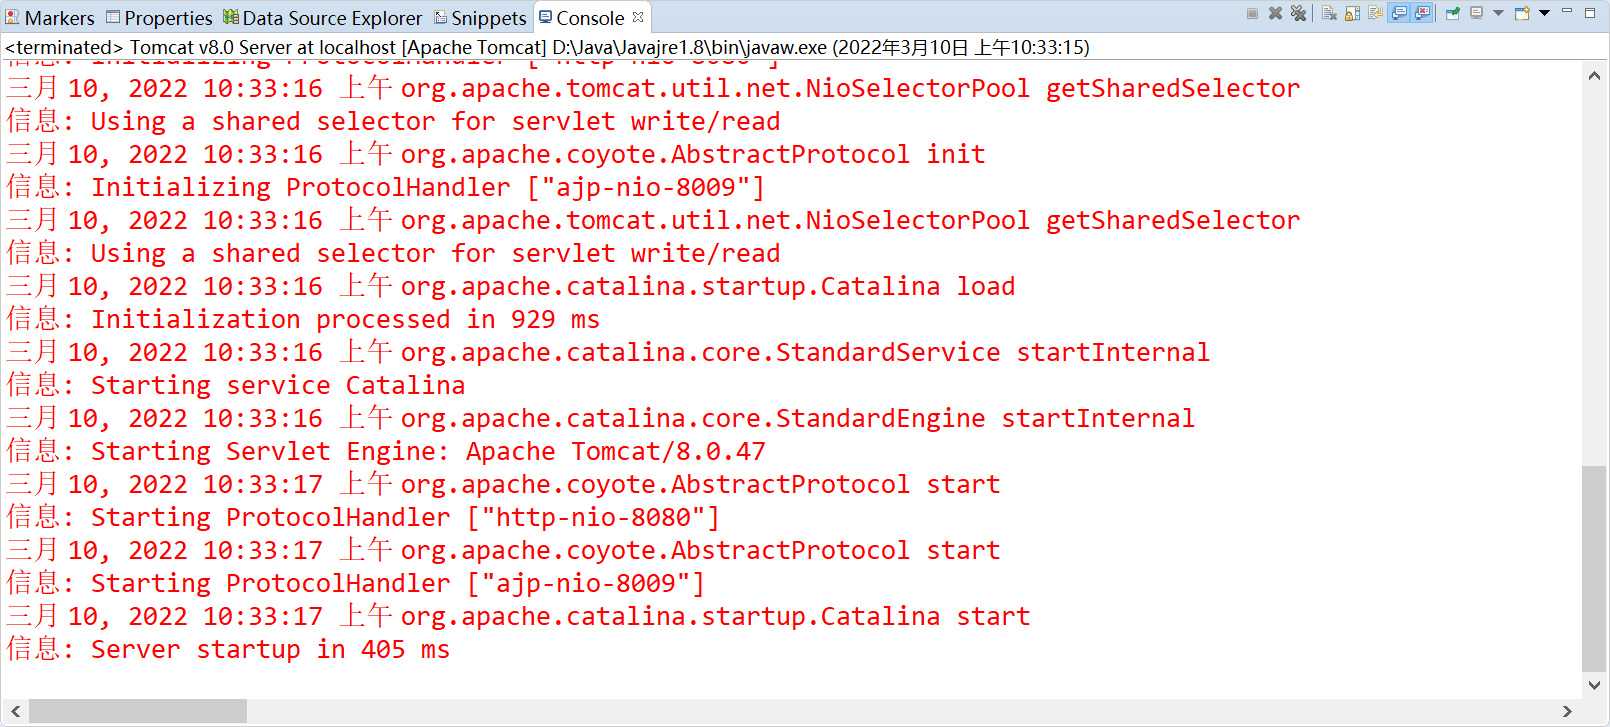 Markers Properties Data Source Explorer Snippets Console
<terminated> Tomcat v8.0 Server at localhost [Apache Tomcat] D:\Java\Javajre1.8\bin\javaw.exe (2022年3月10日 上午10:33:15)
信息: Initializing ProtocolHandler ["http-nio-8080"]
三月 10, 2022 10:33:16 上午 org.apache.tomcat.util.net.NioSelectorPool getSharedSelector
信息: Using a shared selector for servlet write/read
三月 10, 2022 10:33:16 上午 org.apache.coyote.AbstractProtocol init
信息: Initializing ProtocolHandler ["ajp-nio-8009"]
三月 10, 2022 10:33:16 上午 org.apache.tomcat.util.net.NioSelectorPool getSharedSelector
信息: Using a shared selector for servlet write/read
三月 10, 2022 10:33:16 上午 org.apache.catalina.startup.Catalina load
信息: Initialization processed in 929 ms
三月 10, 2022 10:33:16 上午 org.apache.catalina.core.StandardService startInternal
信息: Starting service Catalina
三月 10, 2022 10:33:16 上午 org.apache.catalina.core.StandardEngine startInternal
信息: Starting Servlet Engine: Apache Tomcat/8.0.47
三月 10, 2022 10:33:17 上午 org.apache.coyote.AbstractProtocol start
信息: Starting ProtocolHandler ["http-nio-8080"]
三月 10, 2022 10:33:17 上午 org.apache.coyote.AbstractProtocol start
信息: Starting ProtocolHandler ["ajp-nio-8009"]
三月 10, 2022 10:33:17 上午 org.apache.catalina.startup.Catalina start
信息: Server startup in 405 ms